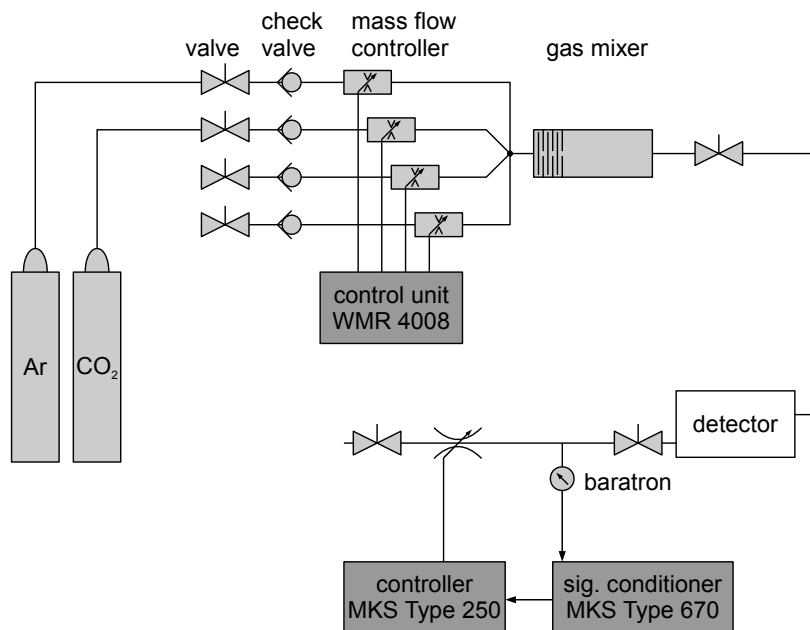 check
mass flow
valve
valve
controller
gas mixer
control unit
WMR 4008
Ar
CO₂
detector
baratron
controller
MKS Type 250
sig. conditioner
MKS Type 670